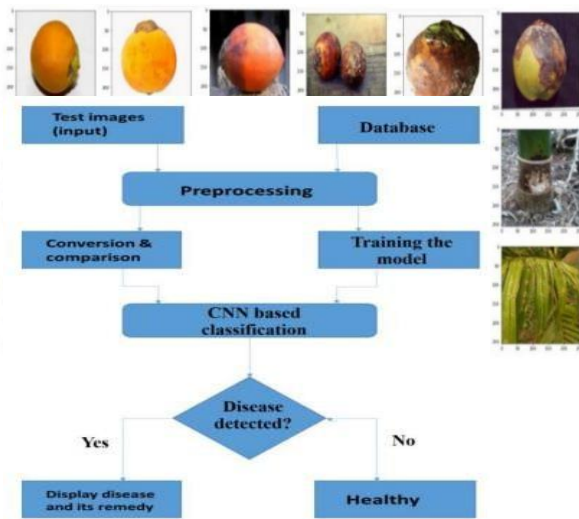 Test images
(input)
Database
Preprocessing
Conversion &
comparison
Training the
model
CNN based
classification
Disease
detected?
Yes
No
Display disease
and its remedy
Healthy